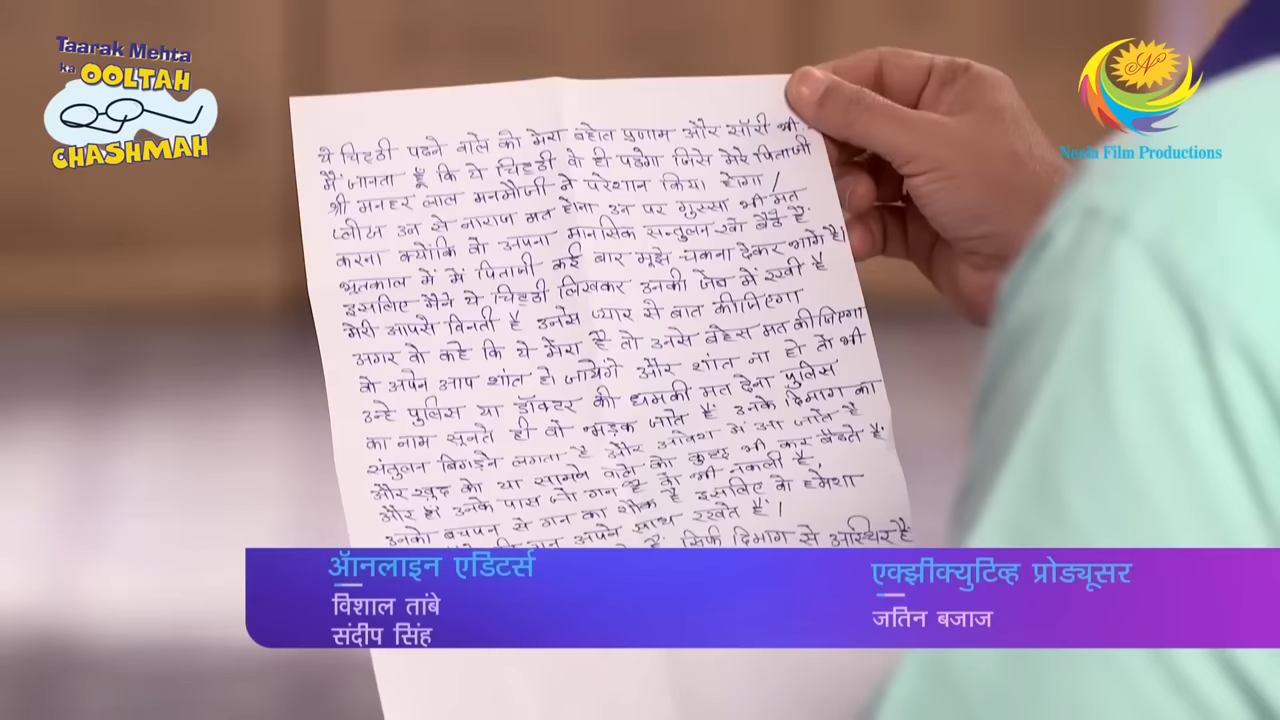 Taarak Mehta
ka OOLTAH
CHASHMAH
Neela Film Productions
ये चिट्ठी पढने वाले को मेरा बहोत प्रणाम और सॉरी भी.
मैं जानता हूँ कि ये चिट्ठी वो ही पढेगा जिसे मेरे पिताजी
श्री मनहर लाल मनमौजी ने परेशान किया होगा /
प्लीज उन से नाराज मत होना उन पर गुस्सा भी मत
करना क्योंकि वो अपना मानसिक सन्तुलन खो बैठे हैं.
भूतकाल में में पिताजी कई बार मुझे चकमा देकर भागे है।
इसलिए मैने ये चिट्ठी लिखकर उनकी जेब में रखी है
मेरी आपसे विनती है उनसे प्यार से बात कीजिएगा
अगर वो कहे कि ये मेरा है तो उनसे बहेस मत कीजिएगा
वो अपने आप शांत हो जायेंगे और शांत ना हो तो भी
उन्हे पुलिस या डॉक्टर की धमकी मत देना पुलिस
का नाम सुनते ही वो भड़क जाते हैं उनके दिमाग का
संतुलन बिगड़ने लगता है और आवेश में आ जाते है
और खुद को या सामने वाले को कुछ भी कर बैठते है
और उनके पास जो गन है वो भी नकली है,
उनको बचपन से गन का शौक है इसलिए वो हमेशा
अपने साथ रखते है।
सिर्फ दिमाग से अस्थिर है
ऑनलाइन एडिटर्स
विशाल तांबे
संदीप सिंह
एक्झीक्युटिव्ह प्रोड्यूसर
जतिन बजाज